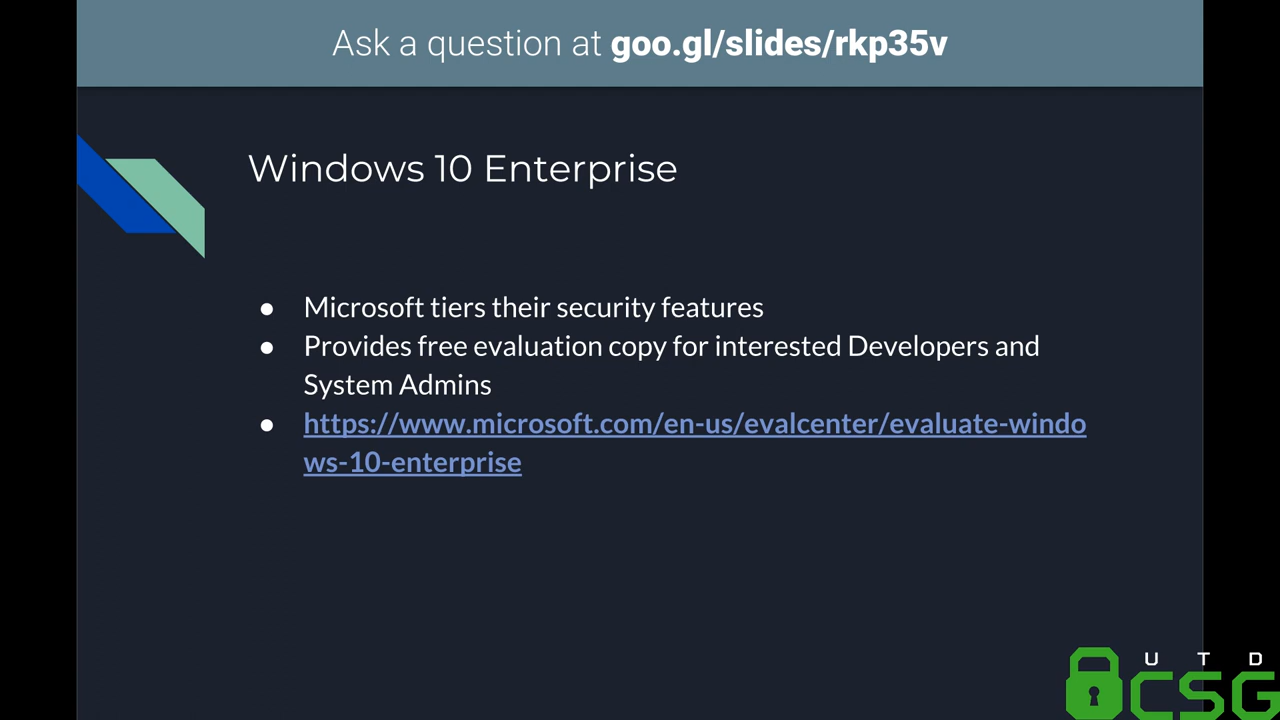 Ask a question at goo.gl/slides/rkp35v
Windows 10 Enterprise
● Microsoft tiers their security features
● Provides free evaluation copy for interested Developers and
System Admins
● https://www.microsoft.com/en-us/evalcenter/evaluate-windo
ws-10-enterprise
UTD
CSG